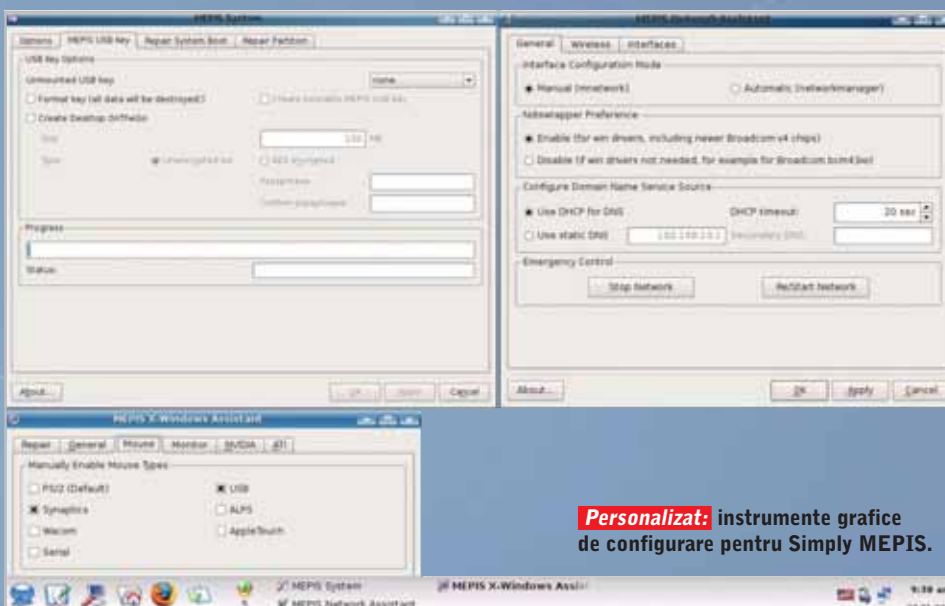 MEPIS System
Options MEPIS USB Key Repair System Boot Repair Partition
USB Key Options
Unmounted USB key none
Format key (all data will be destroyed!) Create bootable MEPIS USB key
Create Desktop OnTheGo
Size MB
Type Unencrypted AES encrypted
Passphrase
Confirm passphrase
Progress
Status:
About... OK Apply Cancel
MEPIS Network Assistant
General Wireless Interfaces
Interface Configuration Mode
Manual (mnetwork) Automatic (networkmanager)
Ndiswrapper Preference
Enable (for win drivers, including newer Broadcom v4 chips)
Disable (if win drivers not needed, for example for Broadcom bcm43xx)
Configure Domain Name Service Source
Use DHCP for DNS DHCP timeout: 20 sec
Use static DNS Secondary DNS
Emergency Control
Stop Network Re/Start Network
About... OK Apply Cancel
MEPIS X-Windows Assistant
Repair General Mouse Monitor NVIDIA ATI
Manually Enable Mouse Types
PS/2 (Default) USB
Synaptics ALPS
Wacom AppleTouch
Serial
Personalizat: instrumente grafice
de configurare pentru Simply MEPIS.
MEPIS System MEPIS X-Windows Assi
MEPIS Network Assistant